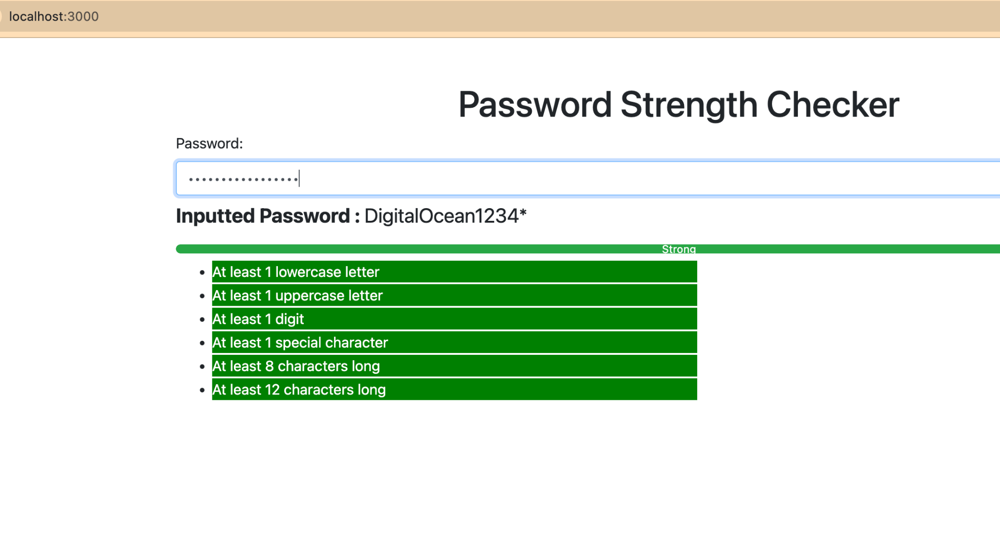 localhost:3000
Password Strength Checker
Password:
•••••••••••••••••
Inputted Password : DigitalOcean1234*
Strong
• At least 1 lowercase letter
• At least 1 uppercase letter
• At least 1 digit
• At least 1 special character
• At least 8 characters long
• At least 12 characters long